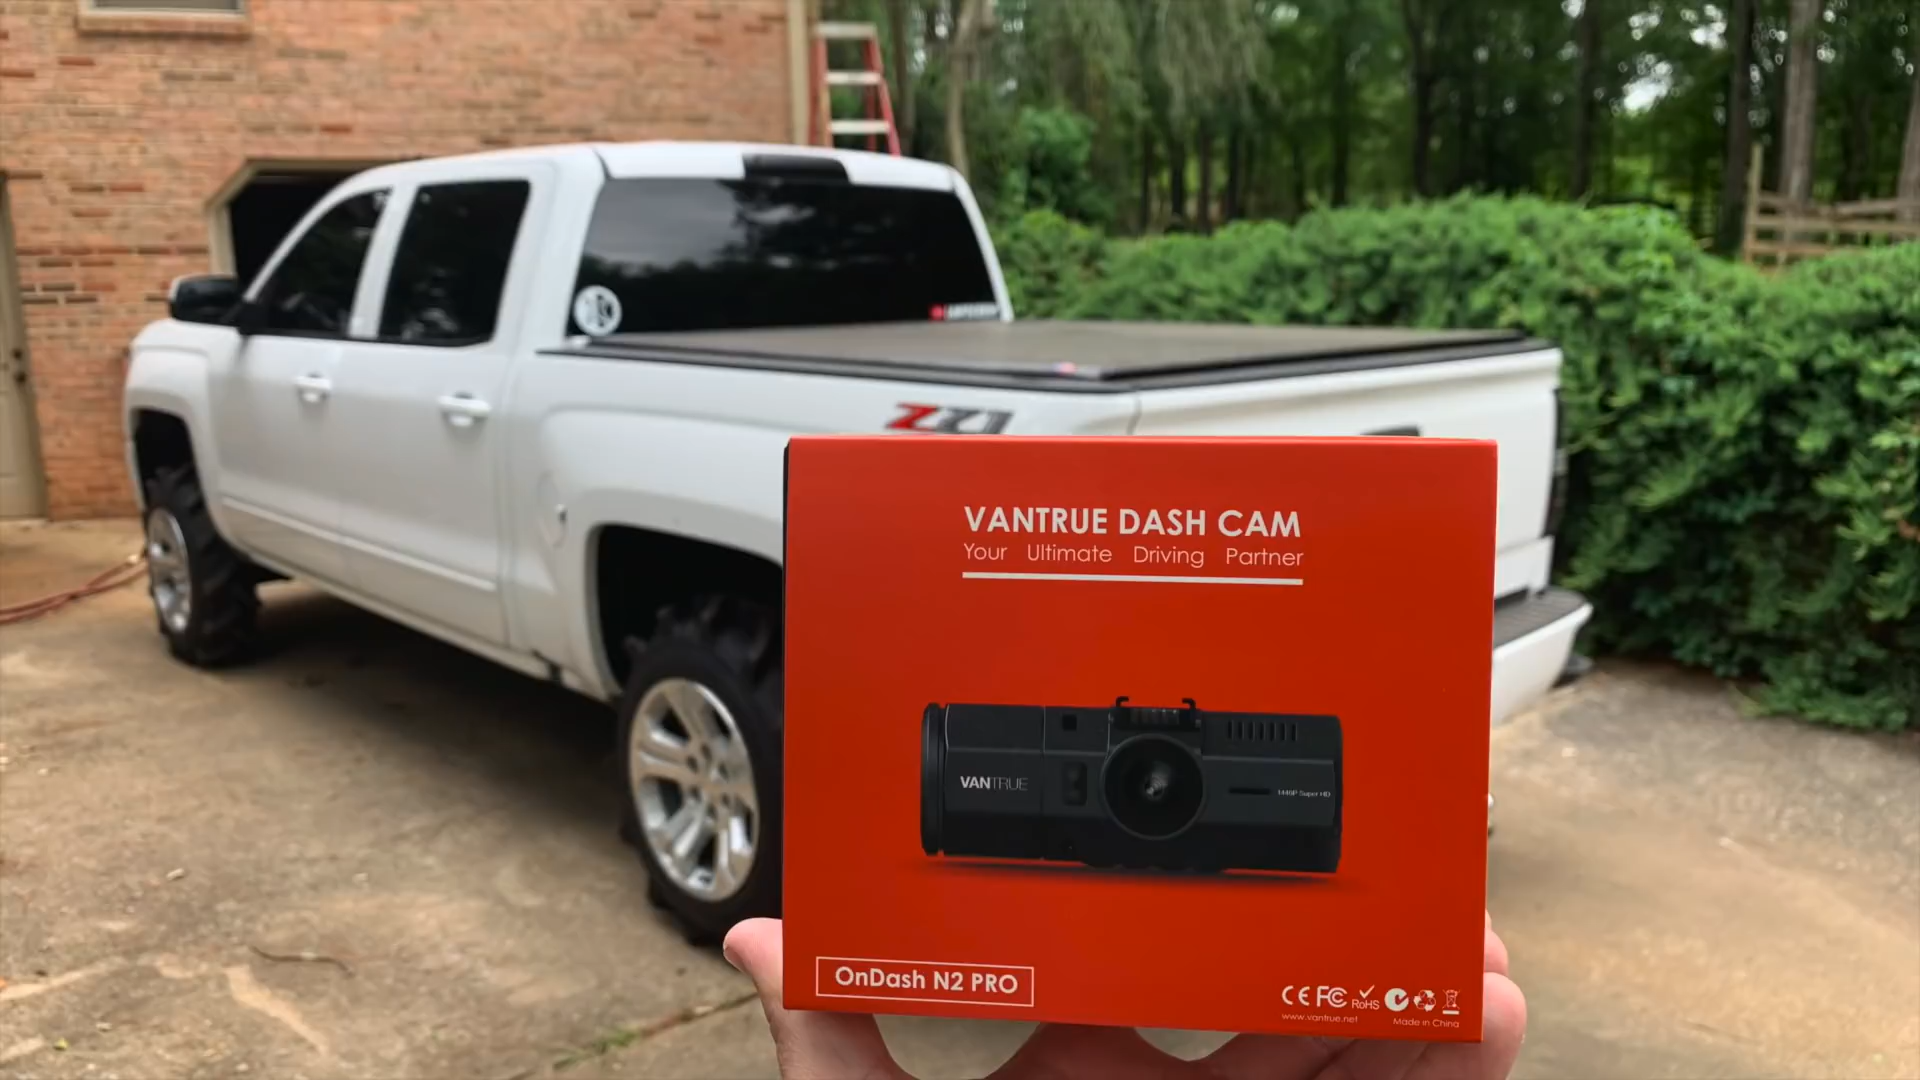 Z71
VANTRUE DASH CAM
Your Ultimate Driving Partner
VANTRUE
1440P Super HD
OnDash N2 PRO
CE FC RoHS
www.vantrue.net
Made in China